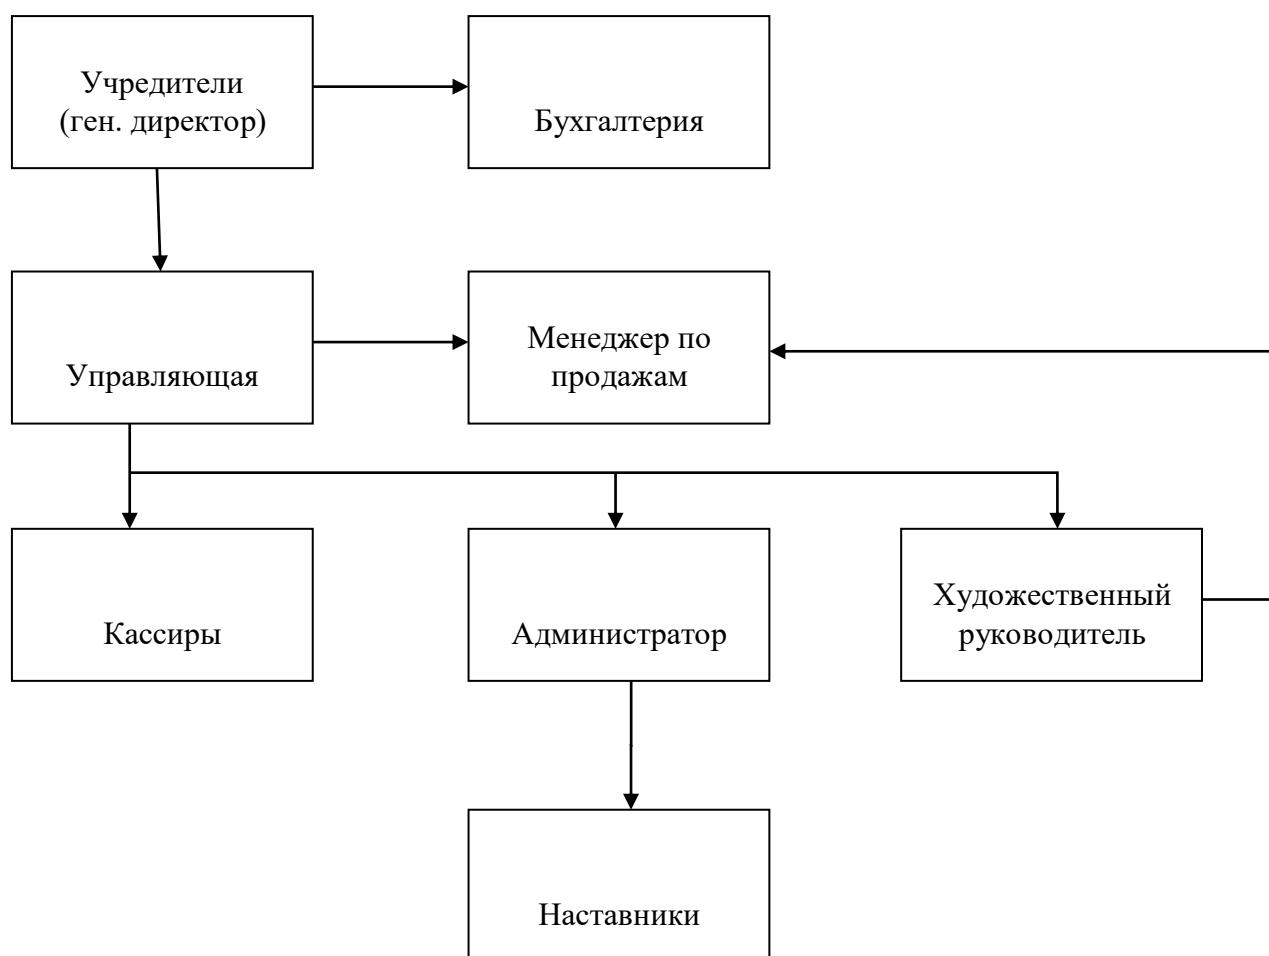 Учредители
(ген. директор)
Бухгалтерия
Управляющая
Менеджер по
продажам
Кассиры
Администратор
Художественный
руководитель
Наставники